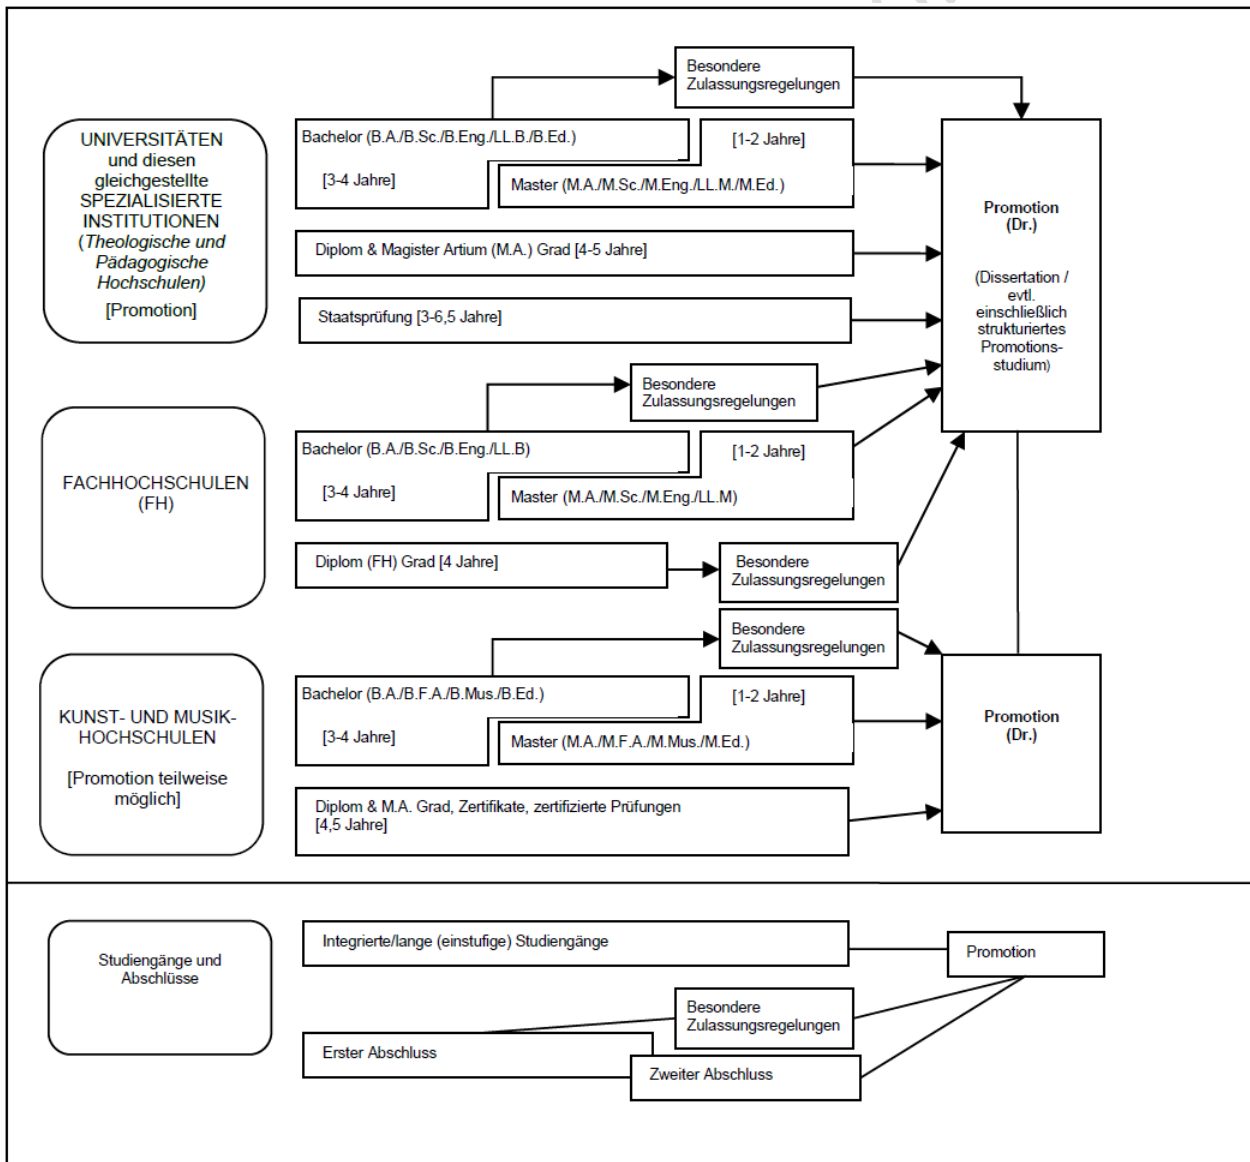 Besondere
Zulassungsregelungen
UNIVERSITÄTEN
und diesen
gleichgestellte
SPEZIALISIERTE
INSTITUTIONEN
(Theologische und
Pädagogische
Hochschulen)
[Promotion]
Bachelor (B.A./B.Sc./B.Eng./LL.B./B.Ed.)
[1-2 Jahre]
[3-4 Jahre]
Master (M.A./M.Sc./M.Eng./LL.M./M.Ed.)
Diplom & Magister Artium (M.A.) Grad [4-5 Jahre]
Staatsprüfung [3-6,5 Jahre]
Promotion
(Dr.)
(Dissertation /
evtl.
einschließlich
strukturiertes
Promotions-
studium)
Besondere
Zulassungsregelungen
FACHHOCHSCHULEN
(FH)
Bachelor (B.A./B.Sc./B.Eng./LL.B)
[1-2 Jahre]
[3-4 Jahre]
Master (M.A./M.Sc./M.Eng./LL.M)
Diplom (FH) Grad [4 Jahre]
Besondere
Zulassungsregelungen
Besondere
Zulassungsregelungen
KUNST- UND MUSIK-
HOCHSCHULEN
[Promotion teilweise
möglich]
Bachelor (B.A./B.F.A./B.Mus./B.Ed.)
[1-2 Jahre]
[3-4 Jahre]
Master (M.A./M.F.A./M.Mus./M.Ed.)
Diplom & M.A. Grad, Zertifikate, zertifizierte Prüfungen
[4,5 Jahre]
Promotion
(Dr.)
Studiengänge und
Abschlüsse
Integrierte/lange (einstufige) Studiengänge
Promotion
Besondere
Zulassungsregelungen
Erster Abschluss
Zweiter Abschluss